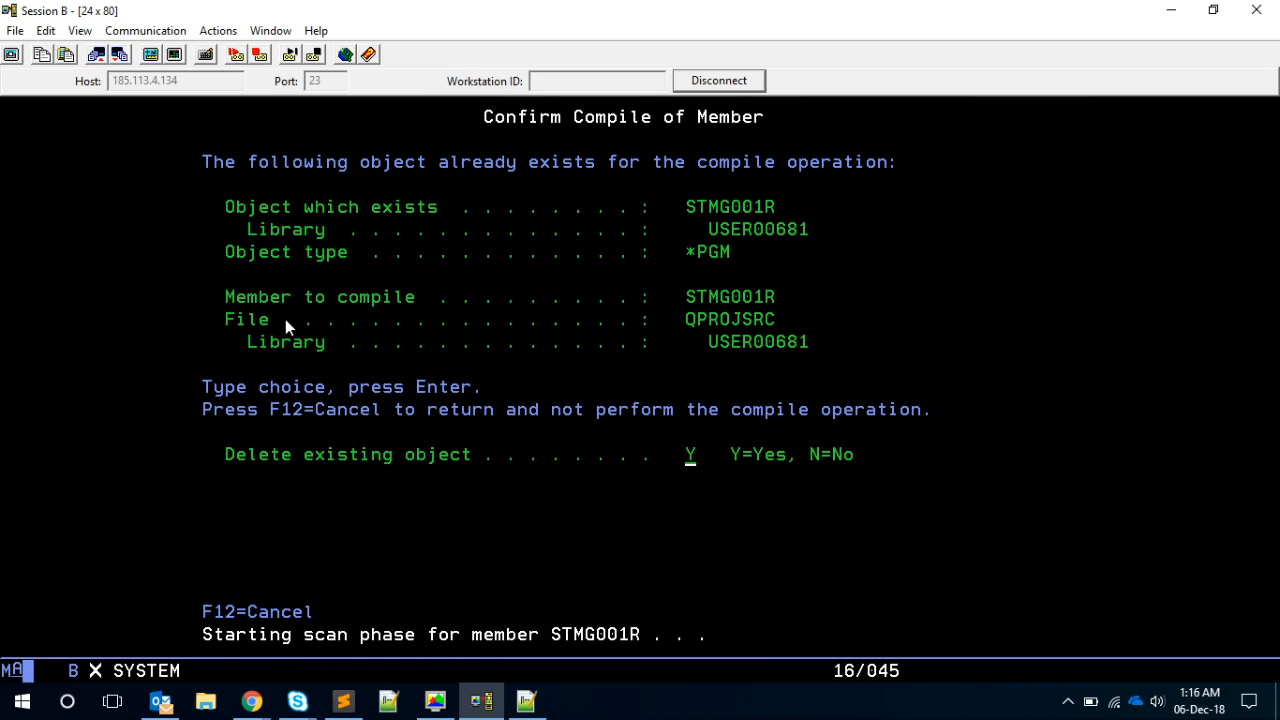 Session B - [24 x 80]
File Edit View Communication Actions Window Help
Host: 185.113.4.134 Port: 23 Workstation ID: Disconnect
Confirm Compile of Member
The following object already exists for the compile operation:
Object which exists . . . . . . . . : STMG001R
Library . . . . . . . . . . . . . : USER00681
Object type . . . . . . . . . . . . : *PGM
Member to compile . . . . . . . . . : STMG001R
File . . . . . . . . . . . . . . . : QPROJSRC
Library . . . . . . . . . . . . . : USER00681
Type choice, press Enter.
Press F12=Cancel to return and not perform the compile operation.
Delete existing object . . . . . . . . Y Y=Yes, N=No
F12=Cancel
Starting scan phase for member STMG001R . . .
MA B X SYSTEM 16/045
1:16 AM
06-Dec-18